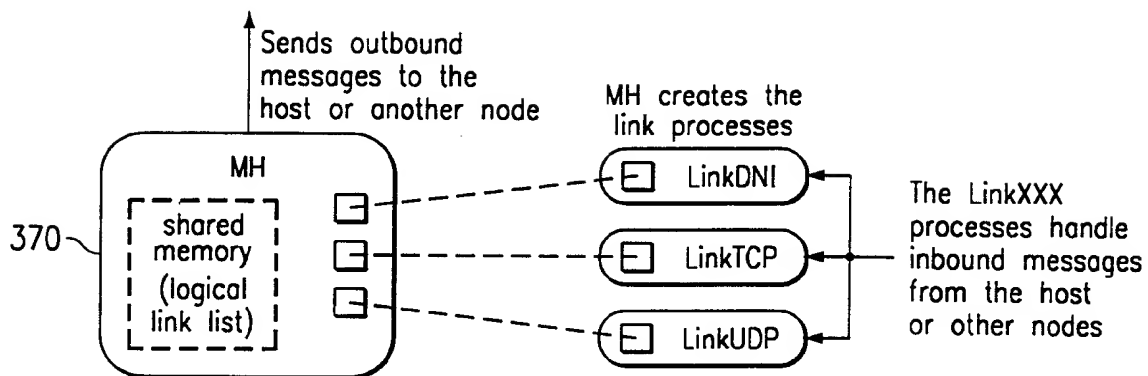 Sends outbound
messages to the
host or another node
MH creates the
link processes
MH
shared
memory
(logical
link list)
370
LinkDNI
LinkTCP
LinkUDP
The LinkXXX
processes handle
inbound messages
from the host
or other nodes